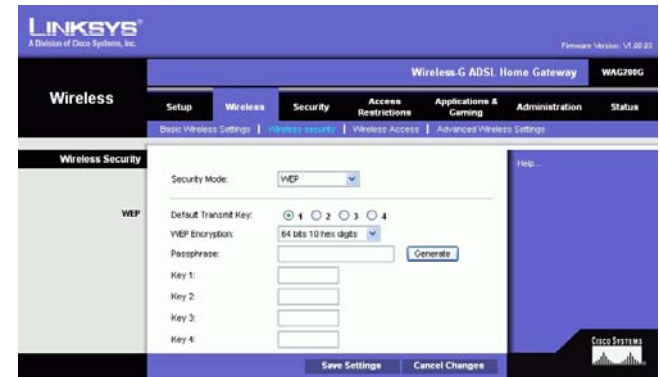 LINKSYS®
A Division of Cisco Systems, Inc.
Firmware Version: V1.00.03
Wireless-G ADSL Home Gateway WAG200G
Wireless
Setup Wireless Security Access Restrictions Applications & Gaming Administration Status
Basic Wireless Settings | Wireless security | Wireless Access | Advanced Wireless Settings
Wireless Security
Help...
Security Mode: WEP
WEP
Default Transmit Key: 1 2 3 4
WEP Encryption: 64 bits 10 hex digits
Passphrase: Generate
Key 1:
Key 2:
Key 3:
Key 4:
CISCO SYSTEMS
Save Settings Cancel Changes